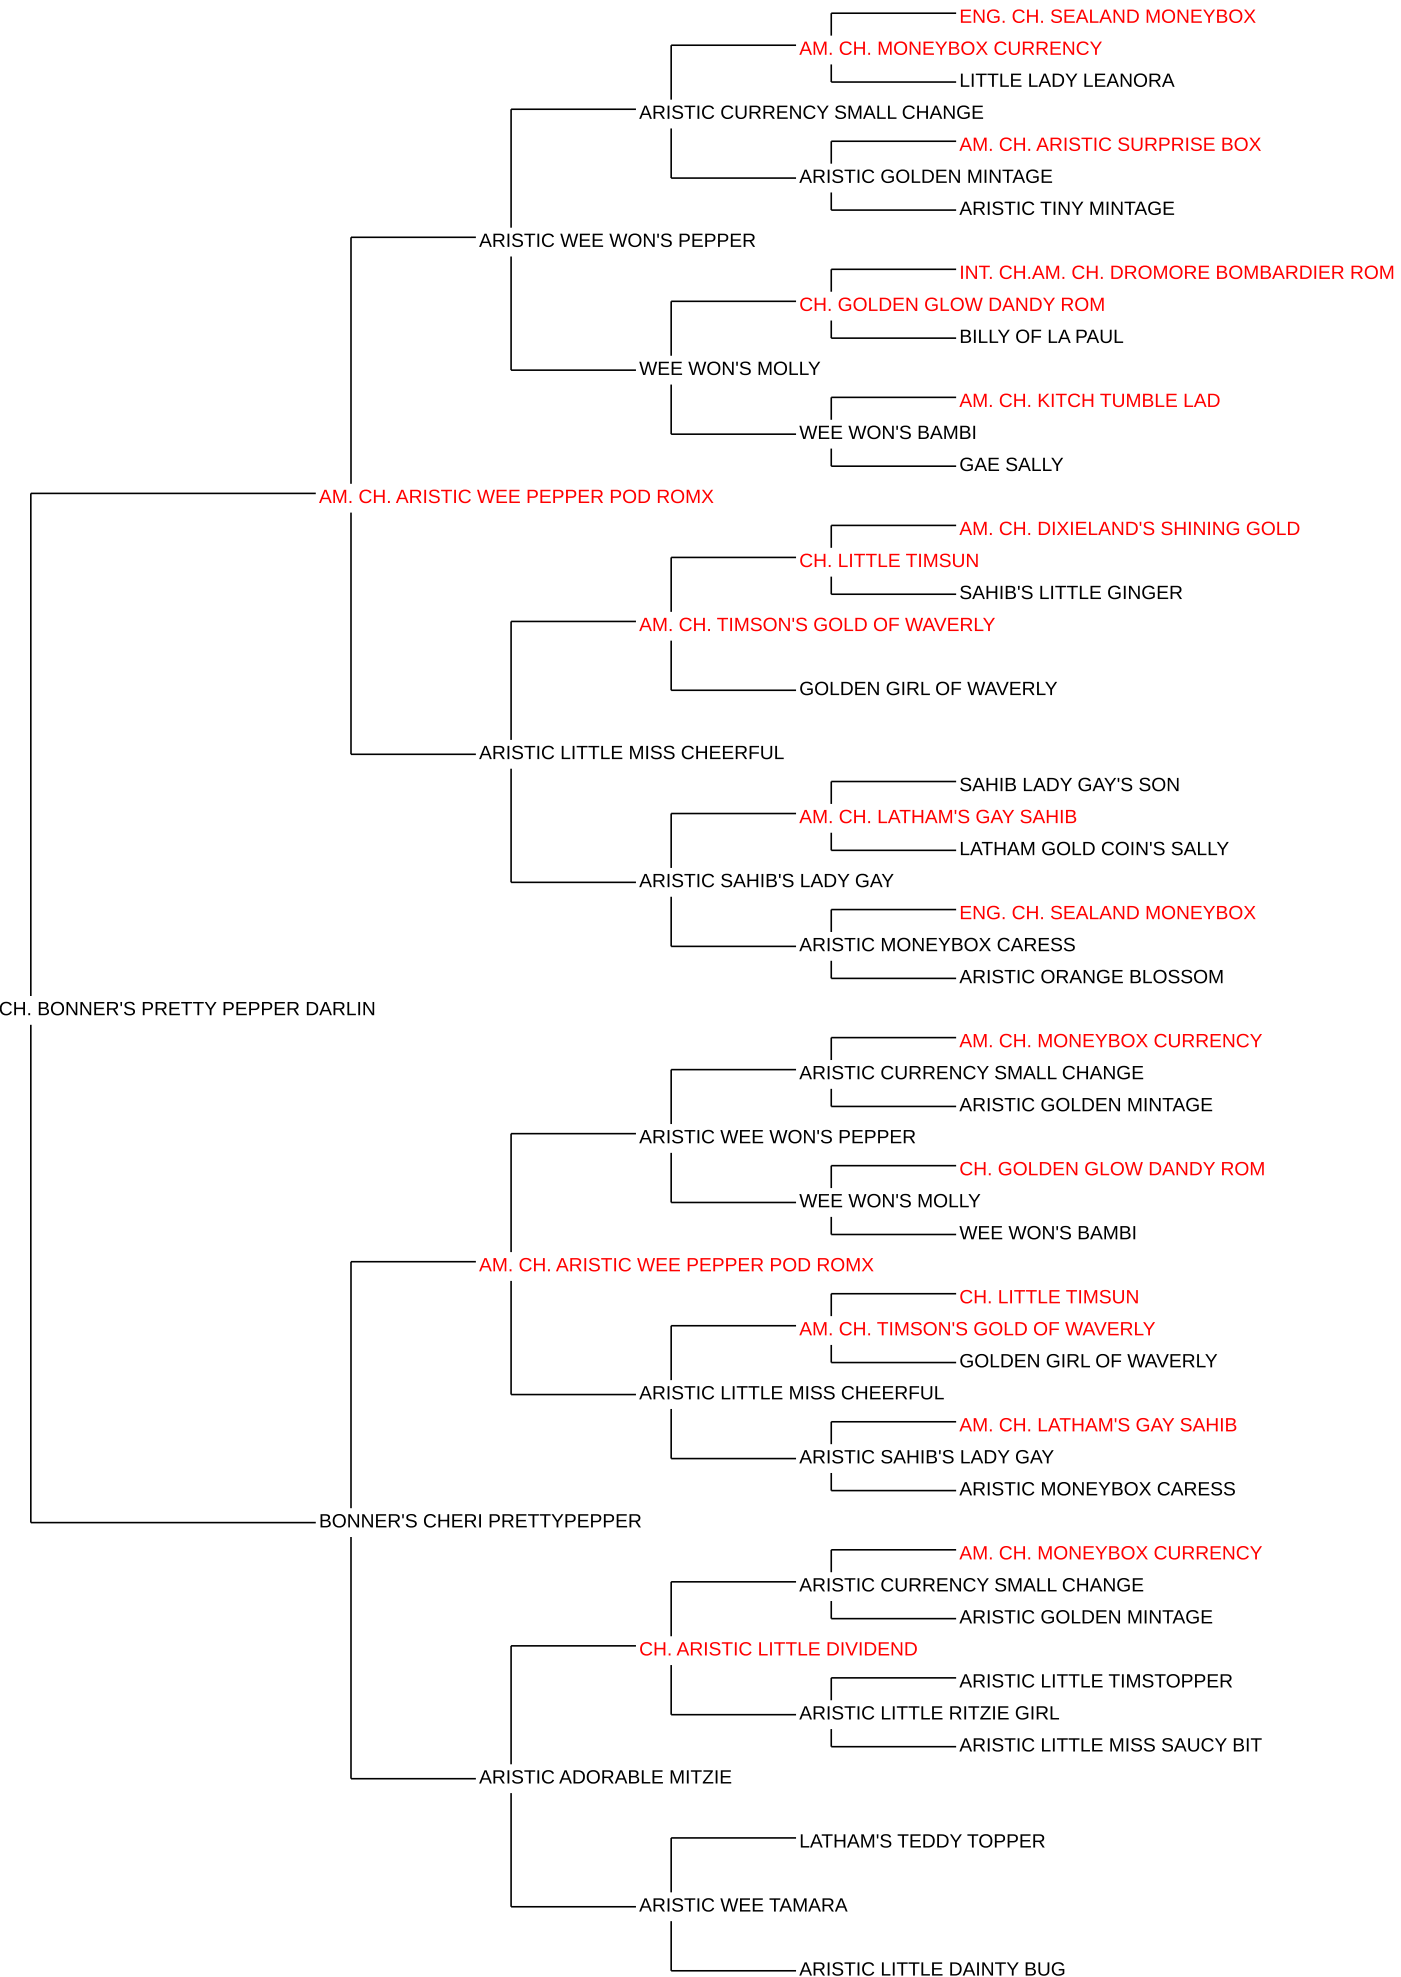 ENG. CH. SEALAND MONEYBOX
AM. CH. MONEYBOX CURRENCY
LITTLE LADY LEANORA
ARISTIC CURRENCY SMALL CHANGE
AM. CH. ARISTIC SURPRISE BOX
ARISTIC GOLDEN MINTAGE
ARISTIC TINY MINTAGE
ARISTIC WEE WON'S PEPPER
INT. CH.AM. CH. DROMORE BOMBARDIER ROM
CH. GOLDEN GLOW DANDY ROM
BILLY OF LA PAUL
WEE WON'S MOLLY
AM. CH. KITCH TUMBLE LAD
WEE WON'S BAMBI
GAE SALLY
AM. CH. ARISTIC WEE PEPPER POD ROMX
AM. CH. DIXIELAND'S SHINING GOLD
CH. LITTLE TIMSUN
SAHIB'S LITTLE GINGER
AM. CH. TIMSON'S GOLD OF WAVERLY
GOLDEN GIRL OF WAVERLY
ARISTIC LITTLE MISS CHEERFUL
SAHIB LADY GAY'S SON
AM. CH. LATHAM'S GAY SAHIB
LATHAM GOLD COIN'S SALLY
ARISTIC SAHIB'S LADY GAY
ENG. CH. SEALAND MONEYBOX
ARISTIC MONEYBOX CARESS
ARISTIC ORANGE BLOSSOM
CH. BONNER'S PRETTY PEPPER DARLIN
AM. CH. MONEYBOX CURRENCY
ARISTIC CURRENCY SMALL CHANGE
ARISTIC GOLDEN MINTAGE
ARISTIC WEE WON'S PEPPER
CH. GOLDEN GLOW DANDY ROM
WEE WON'S MOLLY
WEE WON'S BAMBI
AM. CH. ARISTIC WEE PEPPER POD ROMX
CH. LITTLE TIMSUN
AM. CH. TIMSON'S GOLD OF WAVERLY
GOLDEN GIRL OF WAVERLY
ARISTIC LITTLE MISS CHEERFUL
AM. CH. LATHAM'S GAY SAHIB
ARISTIC SAHIB'S LADY GAY
ARISTIC MONEYBOX CARESS
BONNER'S CHERI PRETTYPEPPER
AM. CH. MONEYBOX CURRENCY
ARISTIC CURRENCY SMALL CHANGE
ARISTIC GOLDEN MINTAGE
CH. ARISTIC LITTLE DIVIDEND
ARISTIC LITTLE TIMSTOPPER
ARISTIC LITTLE RITZIE GIRL
ARISTIC LITTLE MISS SAUCY BIT
ARISTIC ADORABLE MITZIE
LATHAM'S TEDDY TOPPER
ARISTIC WEE TAMARA
ARISTIC LITTLE DAINTY BUG